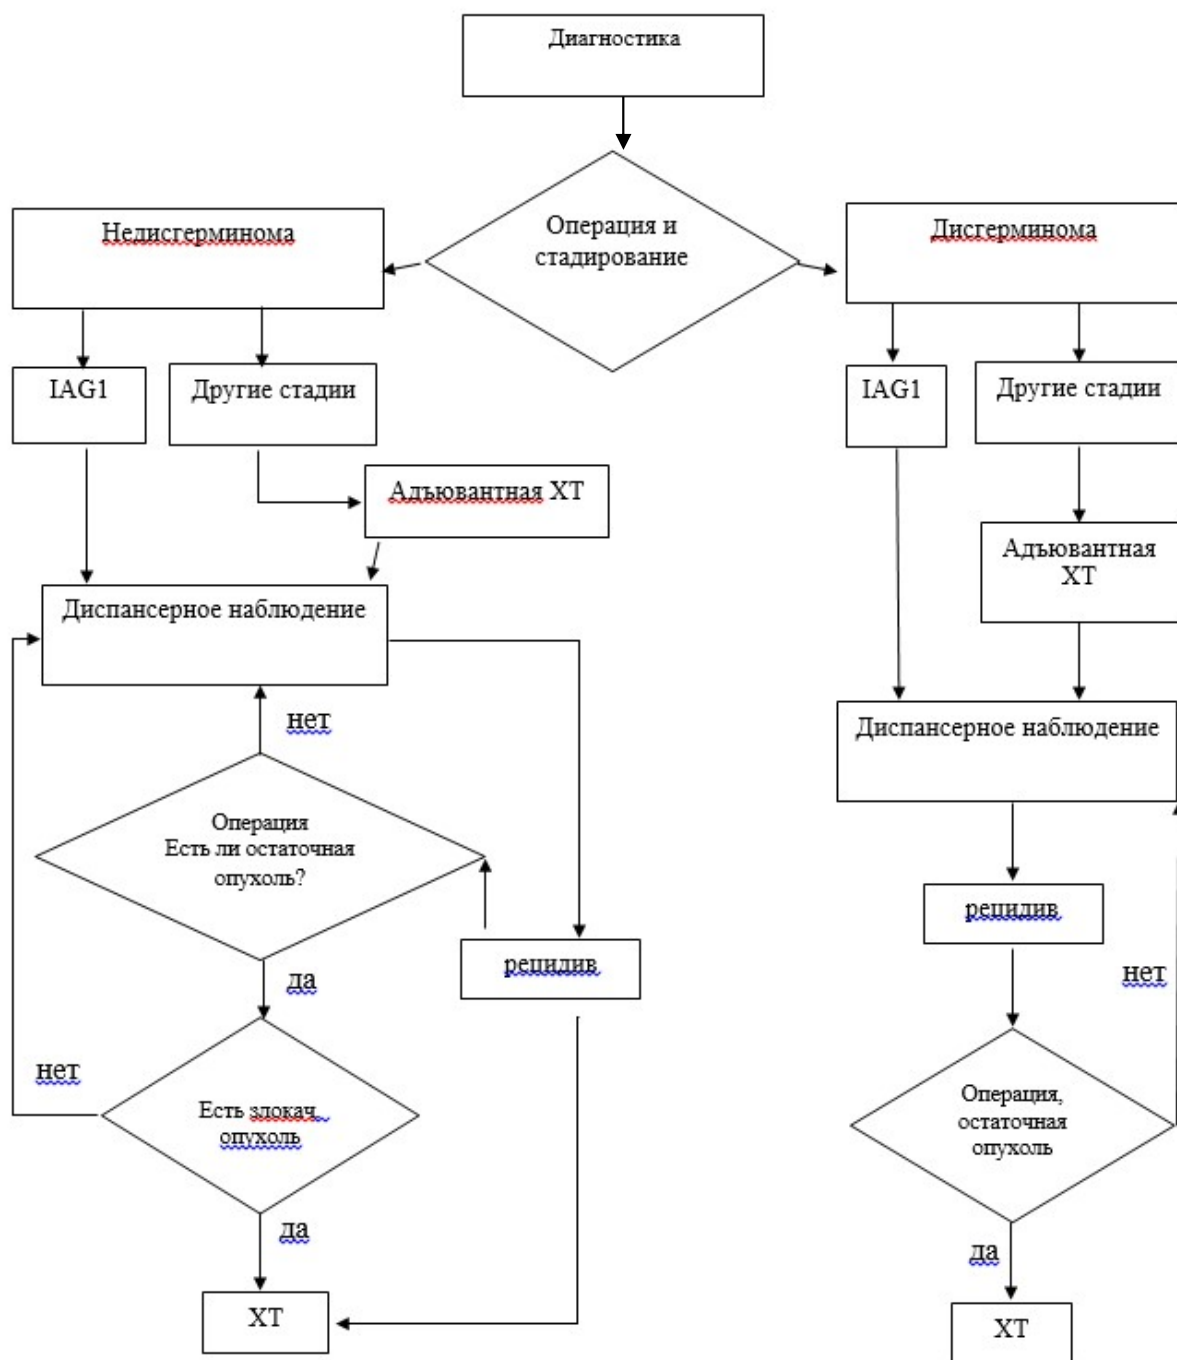 Диагностика
Операция и
стадирование
Недисгерминома
Дисгерминома
IAG1
Другие стадии
IAG1
Другие стадии
Адъювантная ХТ
Адъювантная
ХТ
Диспансерное наблюдение
Диспансерное наблюдение
нет
Операция
Есть ли остаточная
опухоль?
рецидив
рецидив
да
нет
нет
Есть злокач.
опухоль
Операция,
остаточная
опухоль
да
да
ХТ
ХТ